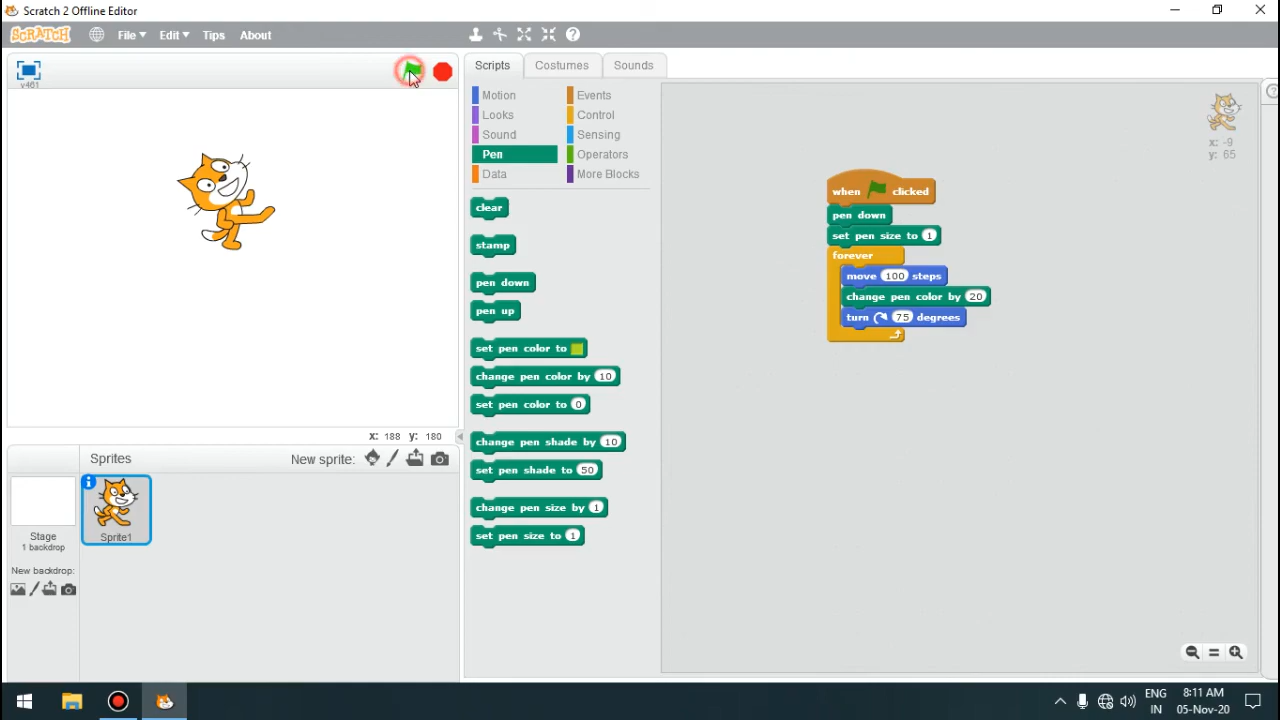 Scratch 2 Offline Editor
SCRATCH File Edit Tips About
v461
Scripts Costumes Sounds
Motion Events
Looks Control
Sound Sensing
Pen Operators
Data More Blocks
clear
stamp
pen down
pen up
set pen color to
change pen color by 10
set pen color to 0
change pen shade by 10
set pen shade to 50
change pen size by 1
set pen size to 1
x: -9
y: 65
when clicked
pen down
set pen size to 1
forever
move 100 steps
change pen color by 20
turn 75 degrees
x: 188 y: 180
Sprites New sprite:
Stage
1 backdrop
New backdrop:
Sprite1
ENG
IN
8:11 AM
05-Nov-20